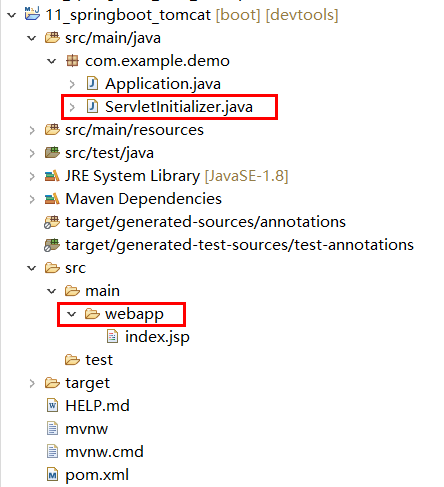 11_springboot_tomcat [boot] [devtools]
src/main/java
com.example.demo
Application.java
ServletInitializer.java
src/main/resources
src/test/java
JRE System Library [JavaSE-1.8]
Maven Dependencies
target/generated-sources/annotations
target/generated-test-sources/test-annotations
src
main
webapp
index.jsp
test
target
HELP.md
mvnw
mvnw.cmd
pom.xml